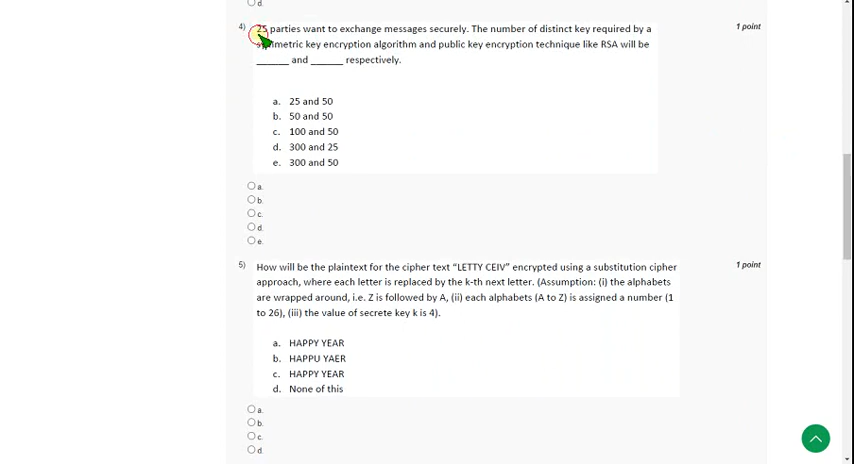 d.
4) 25 parties want to exchange messages securely. The number of distinct key required by a 1 point
symmetric key encryption algorithm and public key encryption technique like RSA will be
______ and ______ respectively.
a. 25 and 50
b. 50 and 50
c. 100 and 50
d. 300 and 25
e. 300 and 50
a.
b.
c.
d.
e.
5) How will be the plaintext for the cipher text “LETTY CEIV” encrypted using a substitution cipher 1 point
approach, where each letter is replaced by the k-th next letter. (Assumption: (i) the alphabets
are wrapped around, i.e. Z is followed by A, (ii) each alphabets (A to Z) is assigned a number (1
to 26), (iii) the value of secrete key k is 4).
a. HAPPY YEAR
b. HAPPU YAER
c. HAPPY YEAR
d. None of this
a.
b.
c.
d.